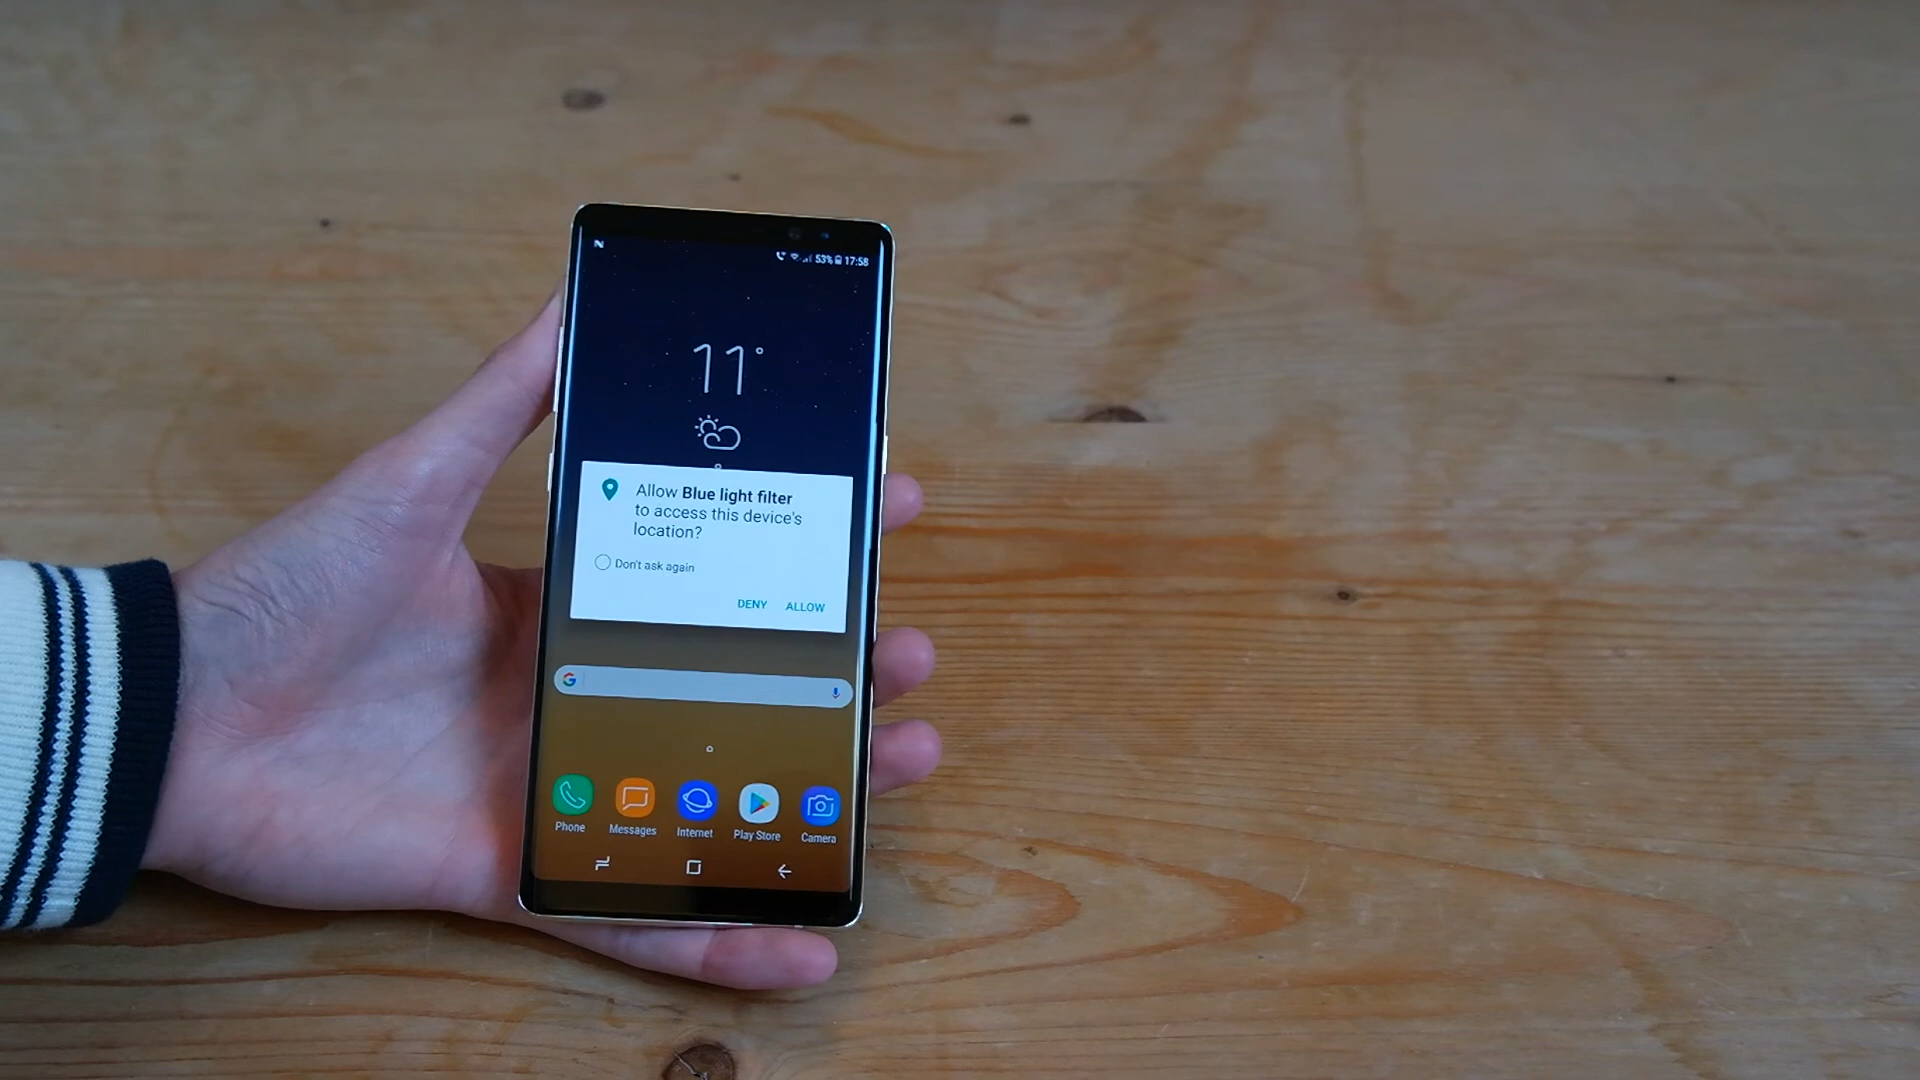 53% 17:58
11°
Allow Blue light filter
to access this device's
location?
Don't ask again
DENY ALLOW
Phone Messages Internet Play Store Camera